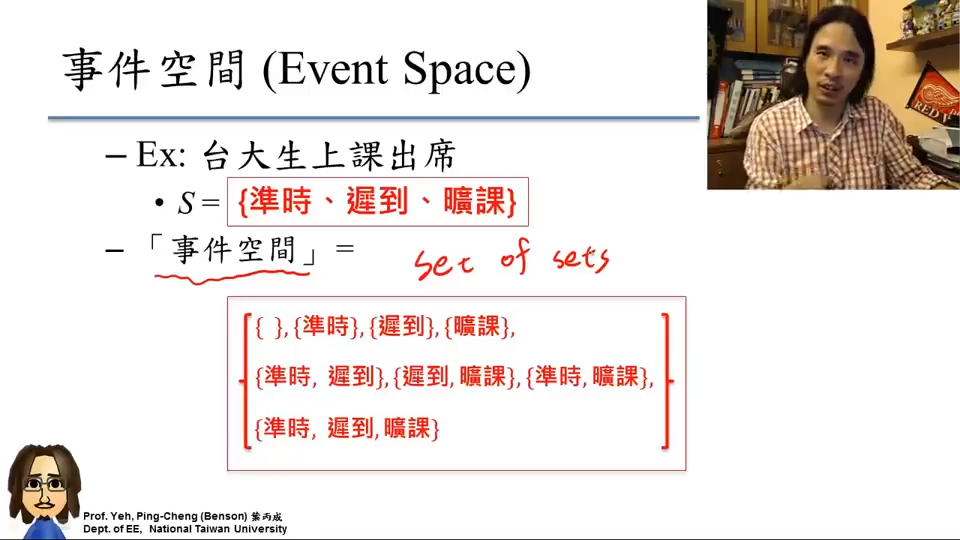 事件空間 (Event Space)
– Ex: 台大生上課出席
• S = {準時、遲到、曠課}
– 「事件空間」=
set of sets
{ }, {準時}, {遲到}, {曠課},
{準時, 遲到}, {遲到, 曠課}, {準時, 曠課},
{準時, 遲到, 曠課}
Prof. Yeh, Ping-Cheng (Benson) 葉丙成
Dept. of EE, National Taiwan University